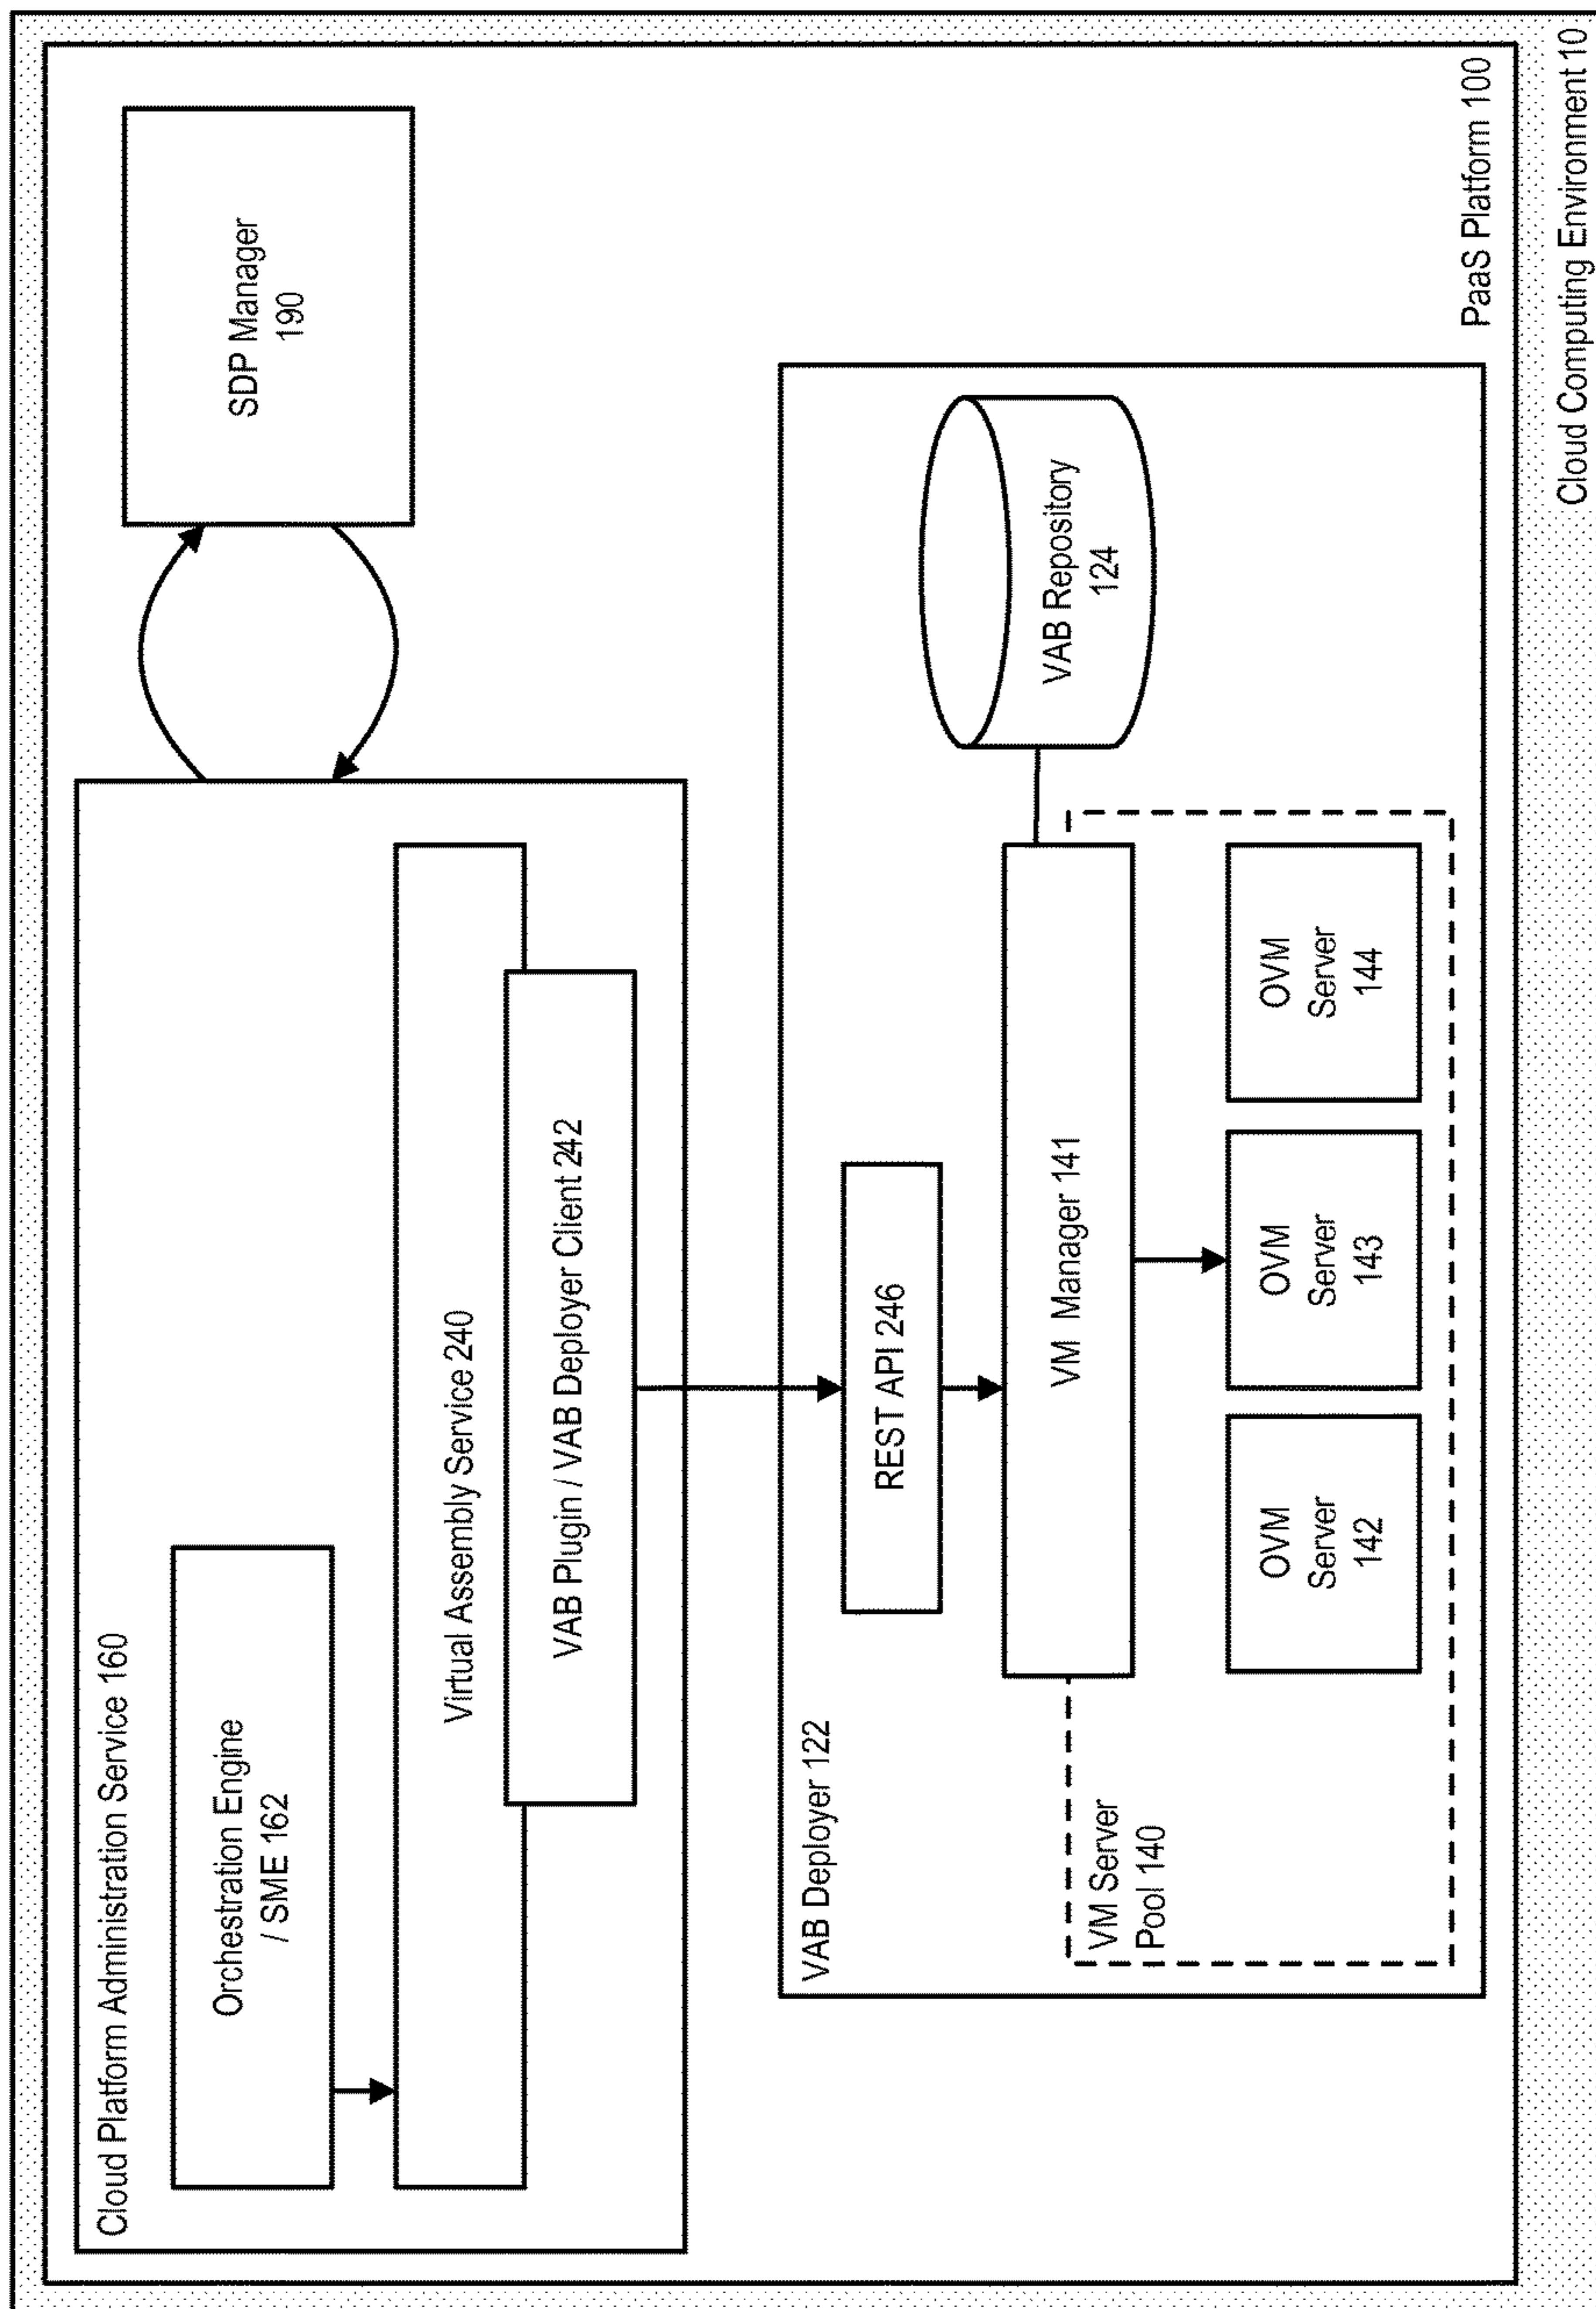 Cloud Platform Administration Service 160
Orchestration Engine
/ SME 162
SDP Manager
190
Virtual Assembly Service 240
VAB Plugin / VAB Deployer Client 242
VAB Deployer 122
REST API 246
VAB Repository
124
VM Manager 141
VM Server
Pool 140
OVM
Server
142
OVM
Server
143
OVM
Server
144
PaaS Platform 100
Cloud Computing Environment 10